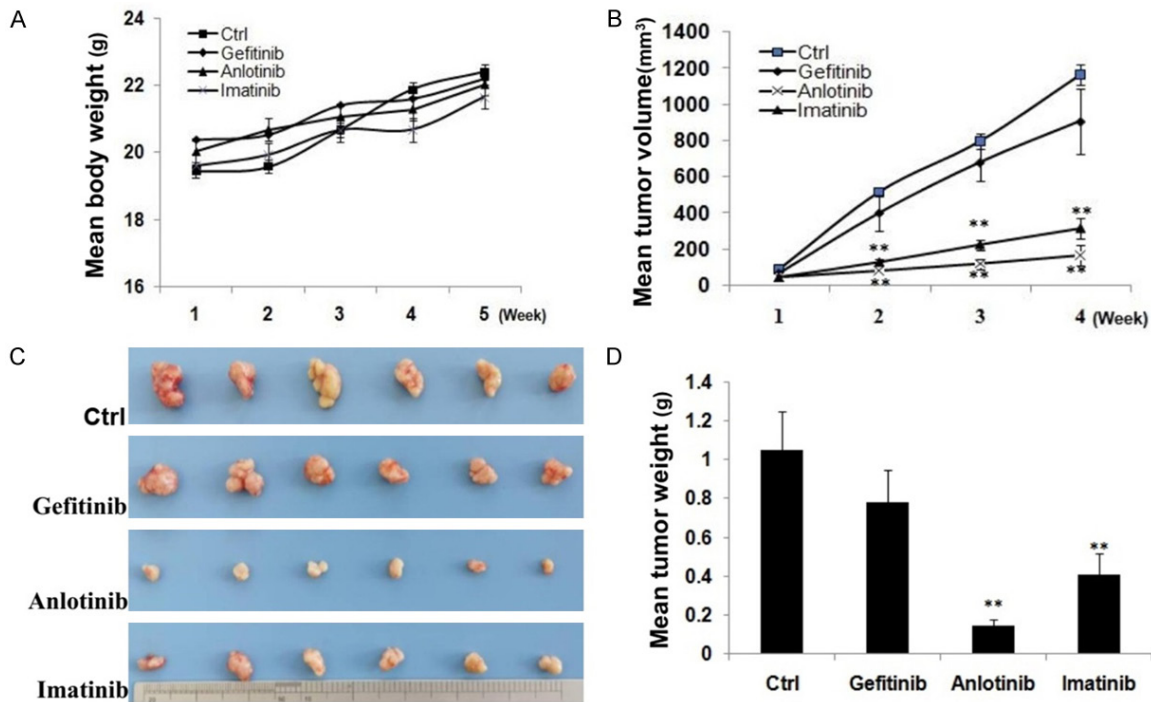 A
Mean body weight (g)
24
22
20
18
16
Ctrl
Gefitinib
Anlotinib
Imatinib
1 2 3 4 5 (Week)
B
Mean tumor volume(mm³)
1400
1200
1000
800
600
400
200
0
Ctrl
Gefitinib
Anlotinib
Imatinib
**
**
**
**
**
**
1 2 3 4 (Week)
C
Ctrl
Gefitinib
Anlotinib
Imatinib
D
Mean tumor weight (g)
1.4
1.2
1
0.8
0.6
0.4
0.2
0
**
**
Ctrl Gefitinib Anlotinib Imatinib